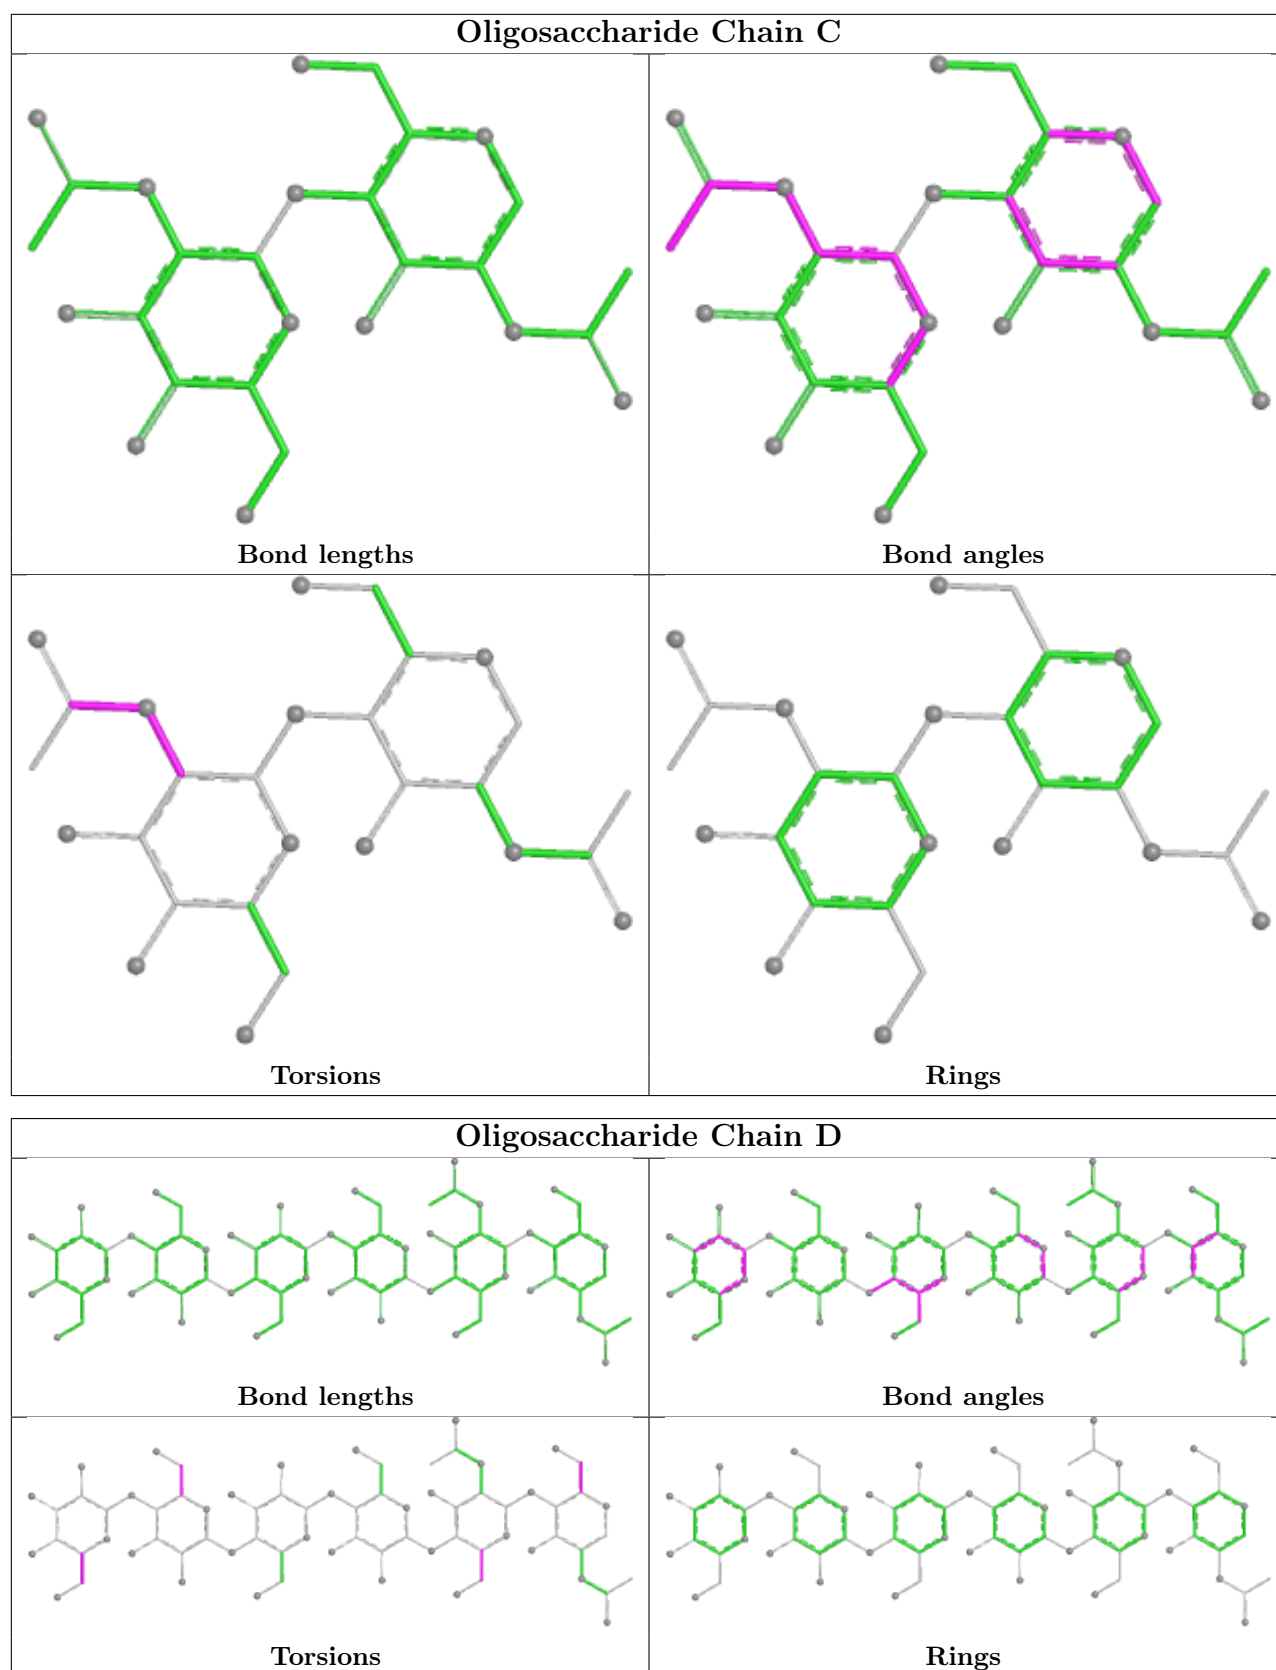 Oligosaccharide Chain C
Bond lengths
Bond angles
Torsions
Rings
Oligosaccharide Chain D
Bond lengths
Bond angles
Torsions
Rings